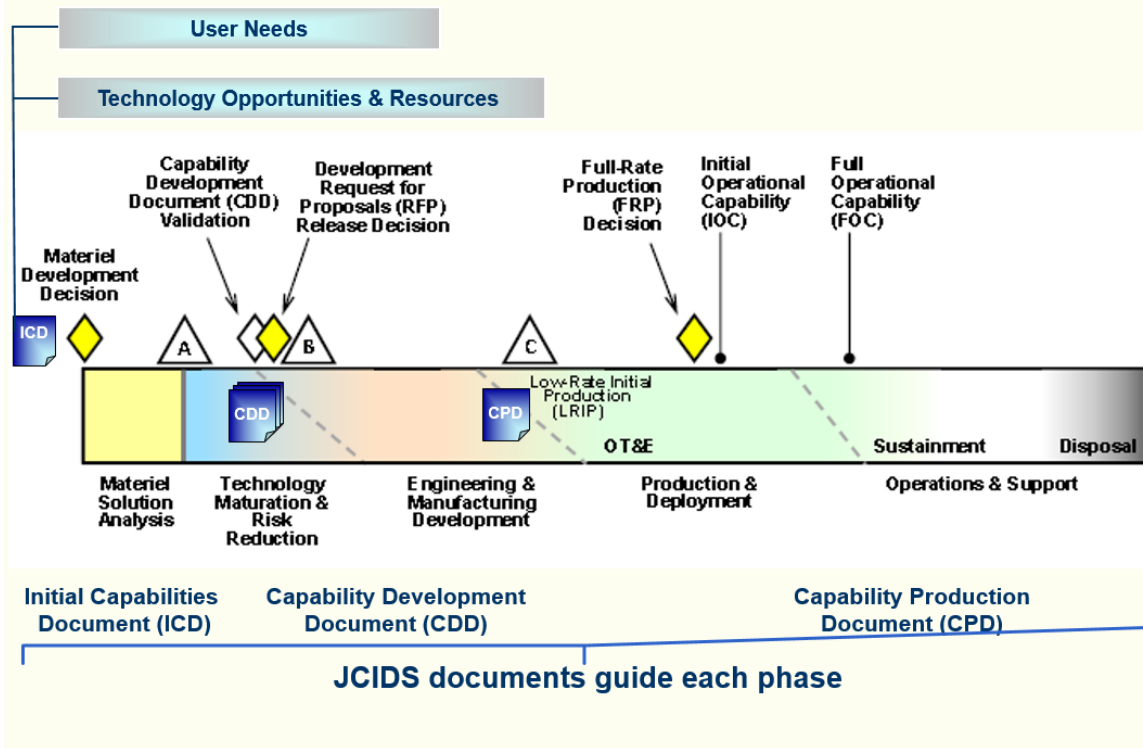 User Needs
Technology Opportunities & Resources
Capability
Development
Document (CDD)
Validation
Development
Request for
Proposals (RFP)
Release Decision
Full-Rate
Production
(FRP)
Decision
Initial
Operational
Capability
(IOC)
Full
Operational
Capability
(FOC)
Materiel
Development
Decision
ICD
A
B
C
CDD
CPD
Low-Rate Initial
Production
(LRIP)
OT&E
Sustainment
Disposal
Materiel
Solution
Analysis
Technology
Maturation &
Risk
Reduction
Engineering &
Manufacturing
Development
Production &
Deployment
Operations & Support
Initial Capabilities
Document (ICD)
Capability Development
Document (CDD)
Capability Production
Document (CPD)
JCIDS documents guide each phase